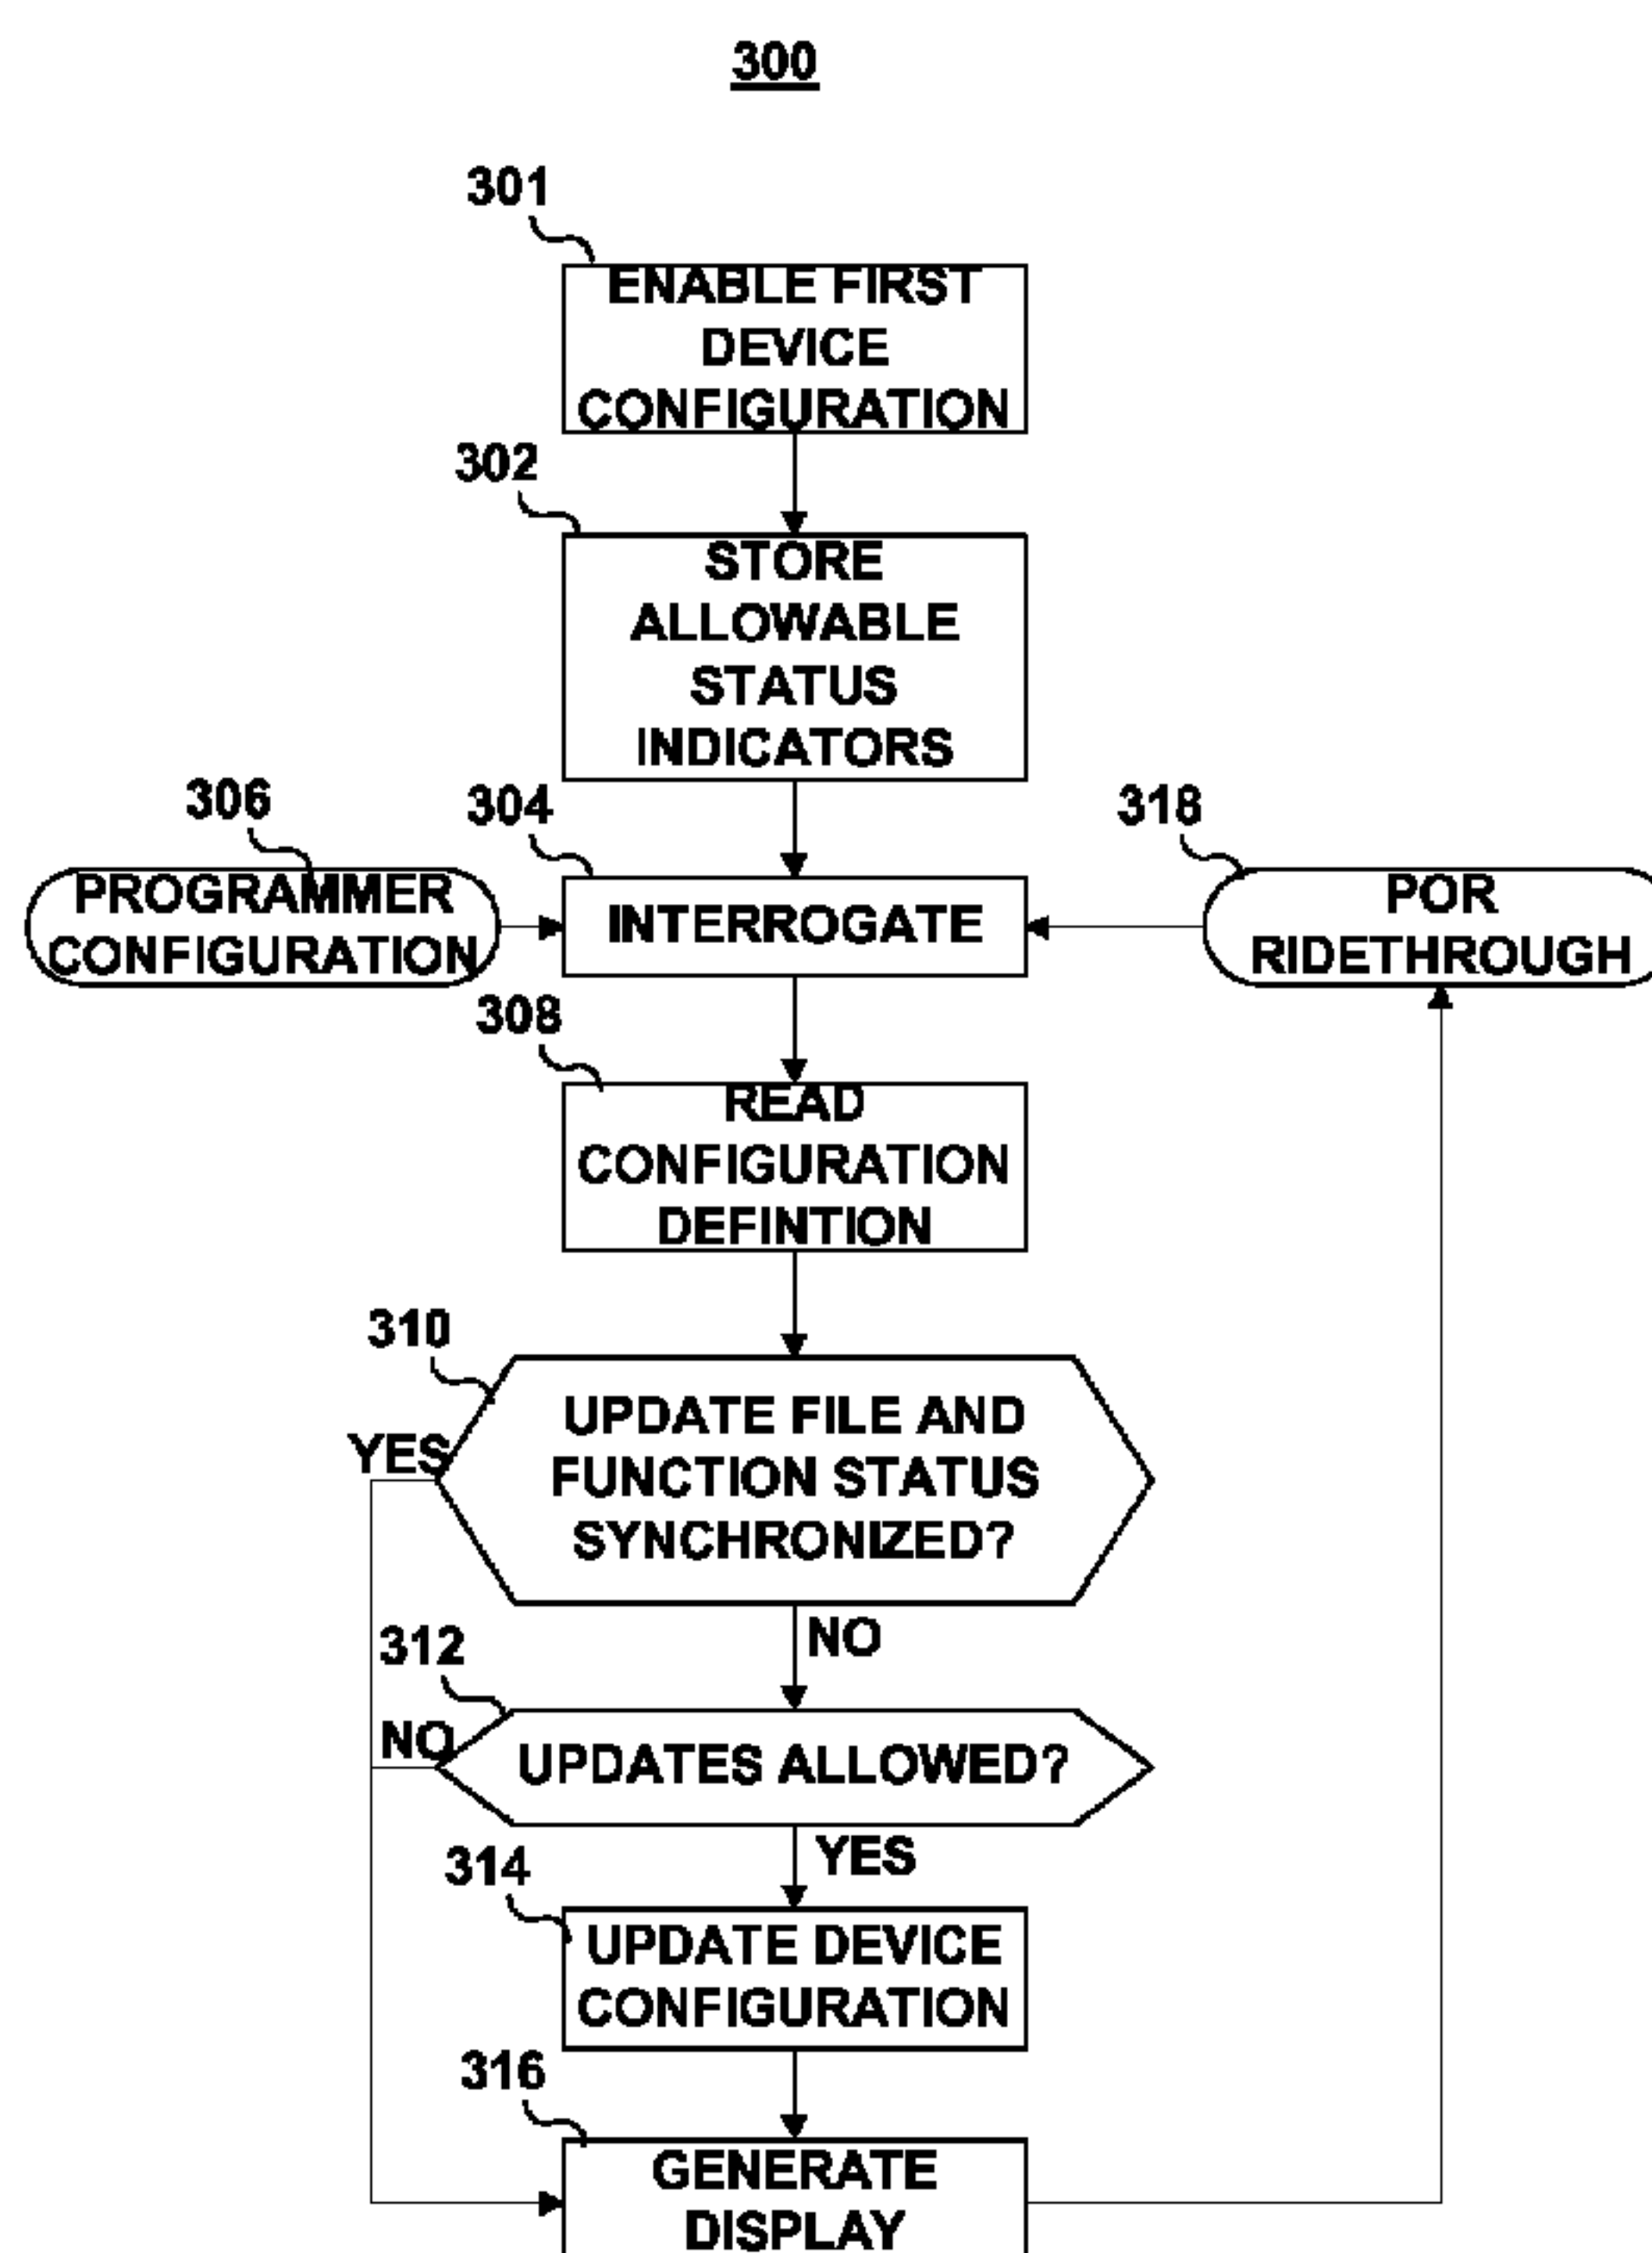 300
301
ENABLE FIRST
DEVICE
CONFIGURATION
302
STORE
ALLOWABLE
STATUS
INDICATORS
306
PROGRAMMER
CONFIGURATION
304
INTERROGATE
318
POR
RIDETHROUGH
308
READ
CONFIGURATION
DEFINTION
310
UPDATE FILE AND
FUNCTION STATUS
SYNCHRONIZED?
YES
NO
312
UPDATES ALLOWED?
NO
YES
314
UPDATE DEVICE
CONFIGURATION
316
GENERATE
DISPLAY